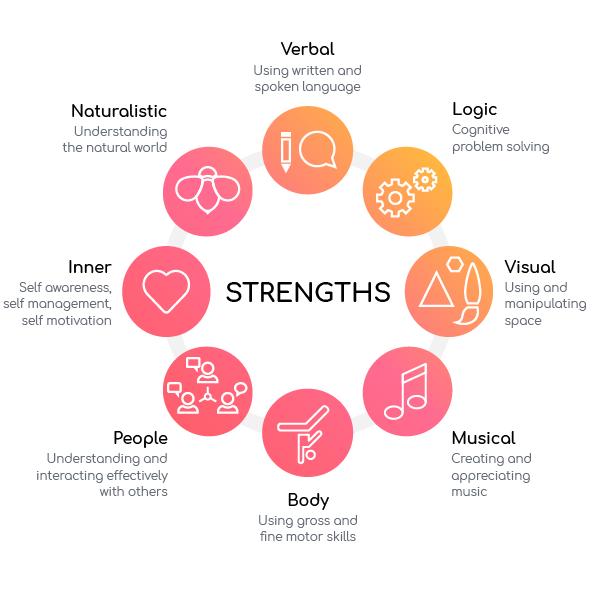 Verbal
Using written and
spoken language
Logic
Cognitive
problem solving
Visual
Using and
manipulating
space
Musical
Creating and
appreciating
music
Body
Using gross and
fine motor skills
People
Understanding and
interacting effectively
with others
Inner
Self awareness,
self management,
self motivation
Naturalistic
Understanding
the natural world
STRENGTHS